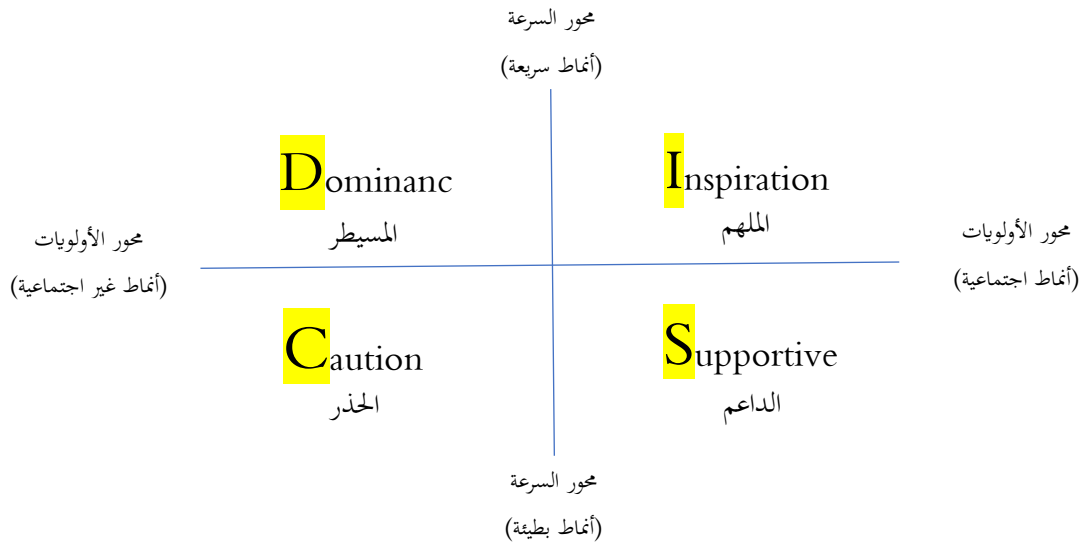 محور السرعة
(أنماط سريعة)
Dominanc
المسيطر
Inspiration
الملهم
محور الأولويات
(أنماط غير اجتماعية)
محور الأولويات
(أنماط اجتماعية)
Caution
الحذر
Supportive
الداعم
محور السرعة
(أنماط بطيئة)